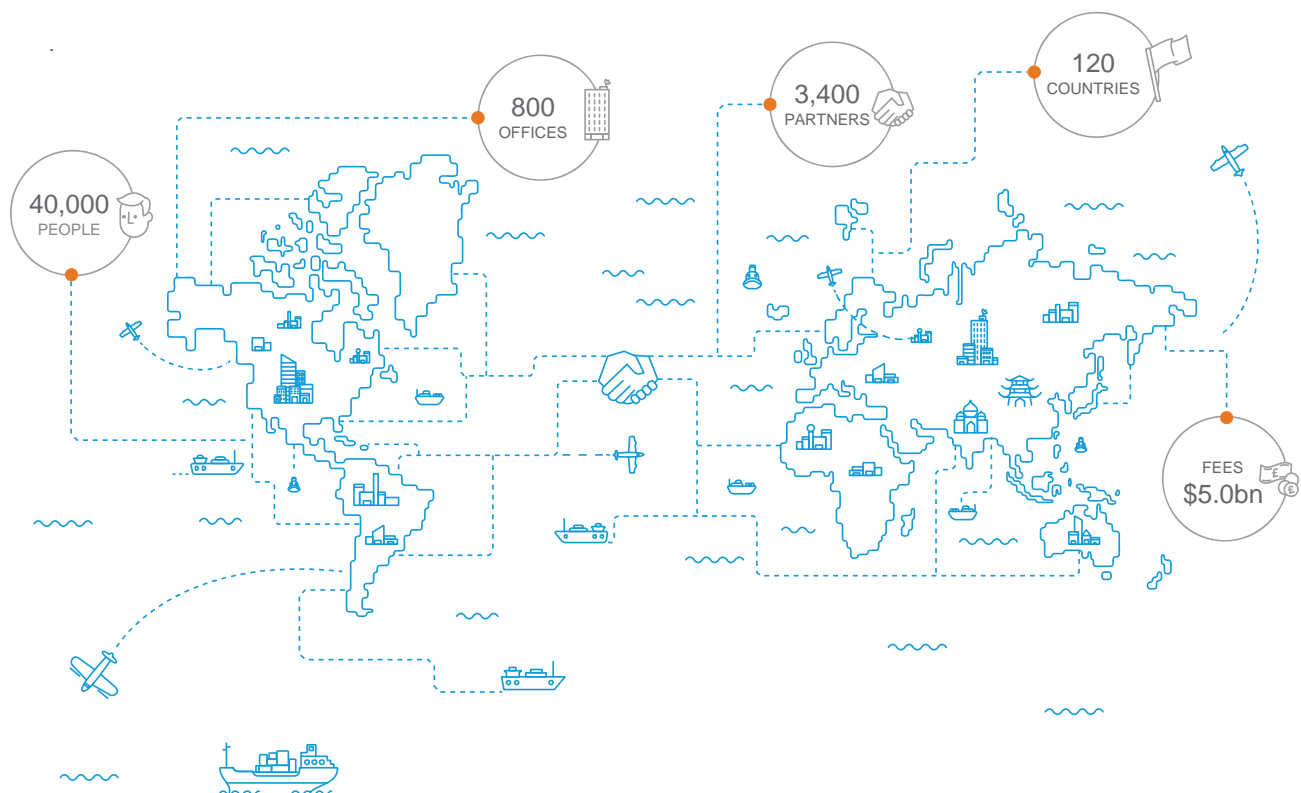 120
COUNTRIES
3,400
PARTNERS
800
OFFICES
40,000
PEOPLE
FEES
$5.0bn
£
£